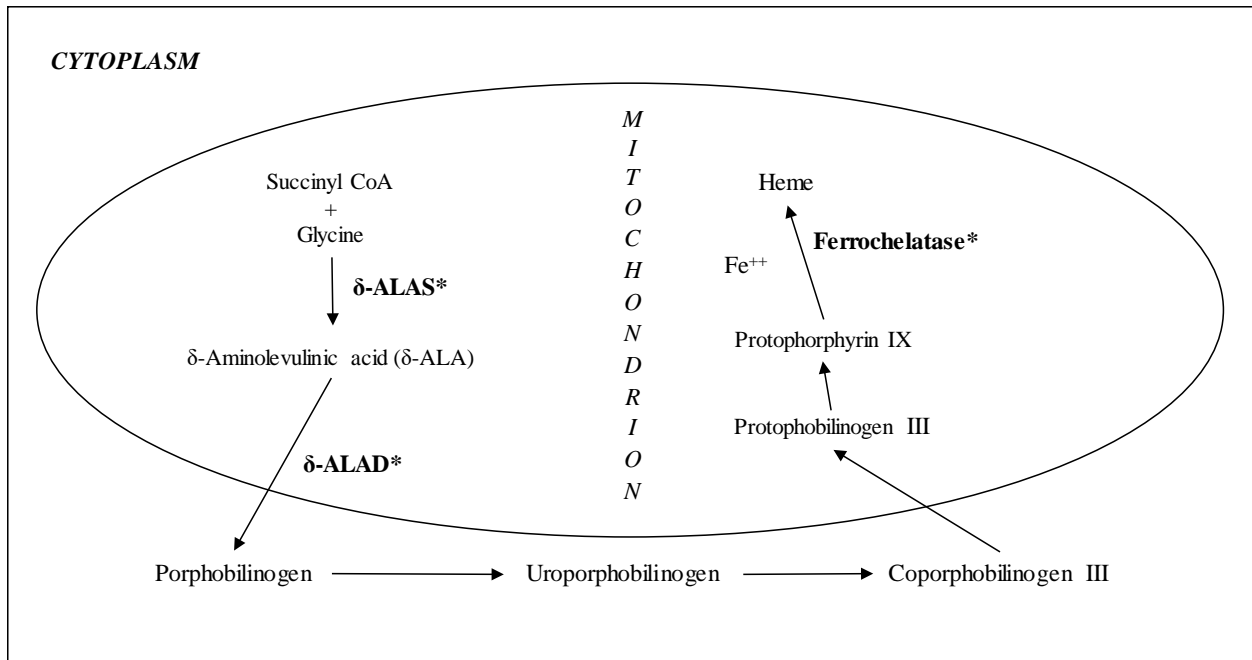 CYTOPLASM
MITOCHONDRION
Succinyl CoA
+
Glycine
δ-ALAS*
δ-Aminolevulinic acid (δ-ALA)
δ-ALAD*
Porphobilinogen
Uroporphobilinogen
Coporphobilinogen III
Protophobilinogen III
Protophorphyrin IX
Fe⁺⁺
Ferrochelatase*
Heme